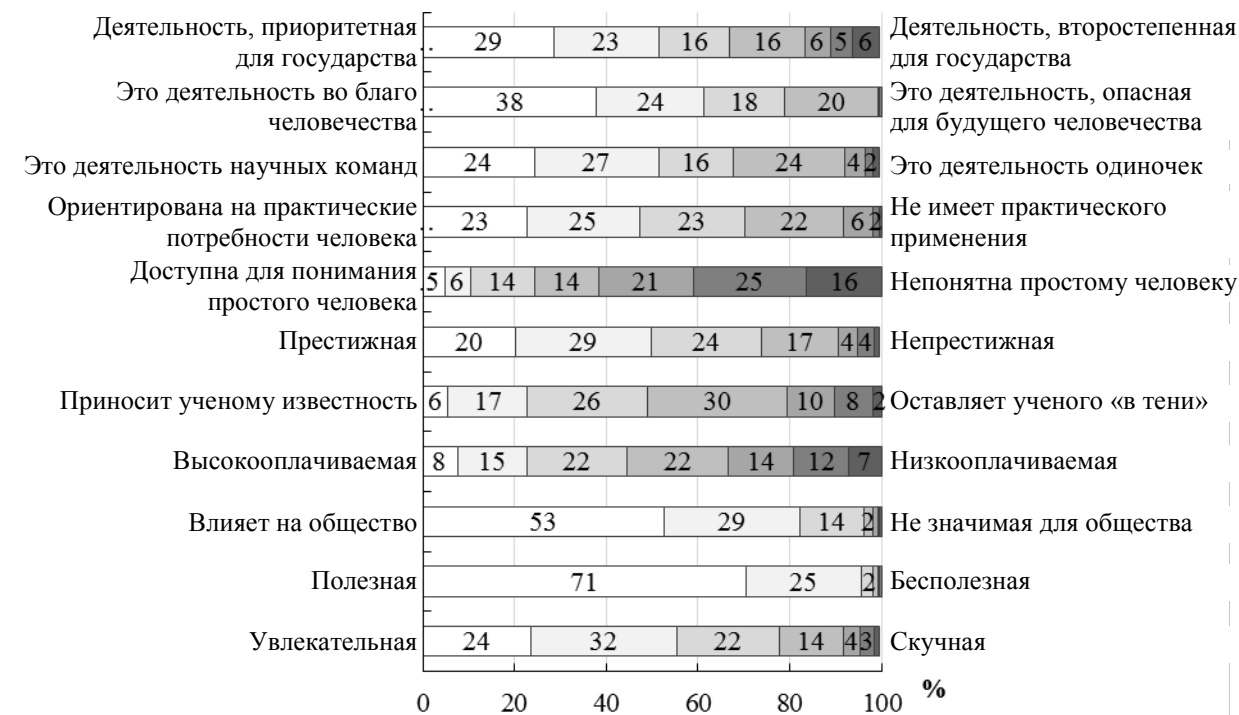 Деятельность, приоритетная
для государства
29 23 16 16 6 5 6
Деятельность, второстепенная
для государства
Это деятельность во благо
человечества
38 24 18 20
Это деятельность, опасная
для будущего человечества
Это деятельность научных команд
24 27 16 24 4 2
Это деятельность одиночек
Ориентирована на практические
потребности человека
23 25 23 22 6 2
Не имеет практического
применения
Доступна для понимания
простого человека
5 6 14 14 21 25 16
Непонятна простому человеку
Престижная
20 29 24 17 4 4
Непрестижная
Приносит ученому известность
6 17 26 30 10 8 2
Оставляет ученого «в тени»
Высокооплачиваемая
8 15 22 22 14 12 7
Низкооплачиваемая
Влияет на общество
53 29 14 2
Не значимая для общества
Полезная
71 25 2
Бесполезная
Увлекательная
24 32 22 14 4 3
Скучная
0 20 40 60 80 100 %